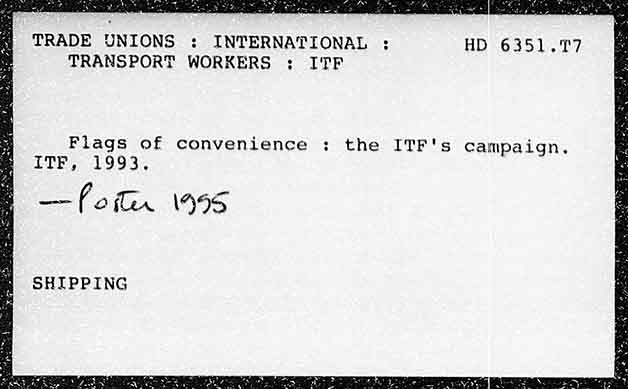 TRADE UNIONS : INTERNATIONAL : HD 6351.T7
TRANSPORT WORKERS : ITF
Flags of convenience : the ITF's campaign.
ITF, 1993.
— Poster 1995
SHIPPING